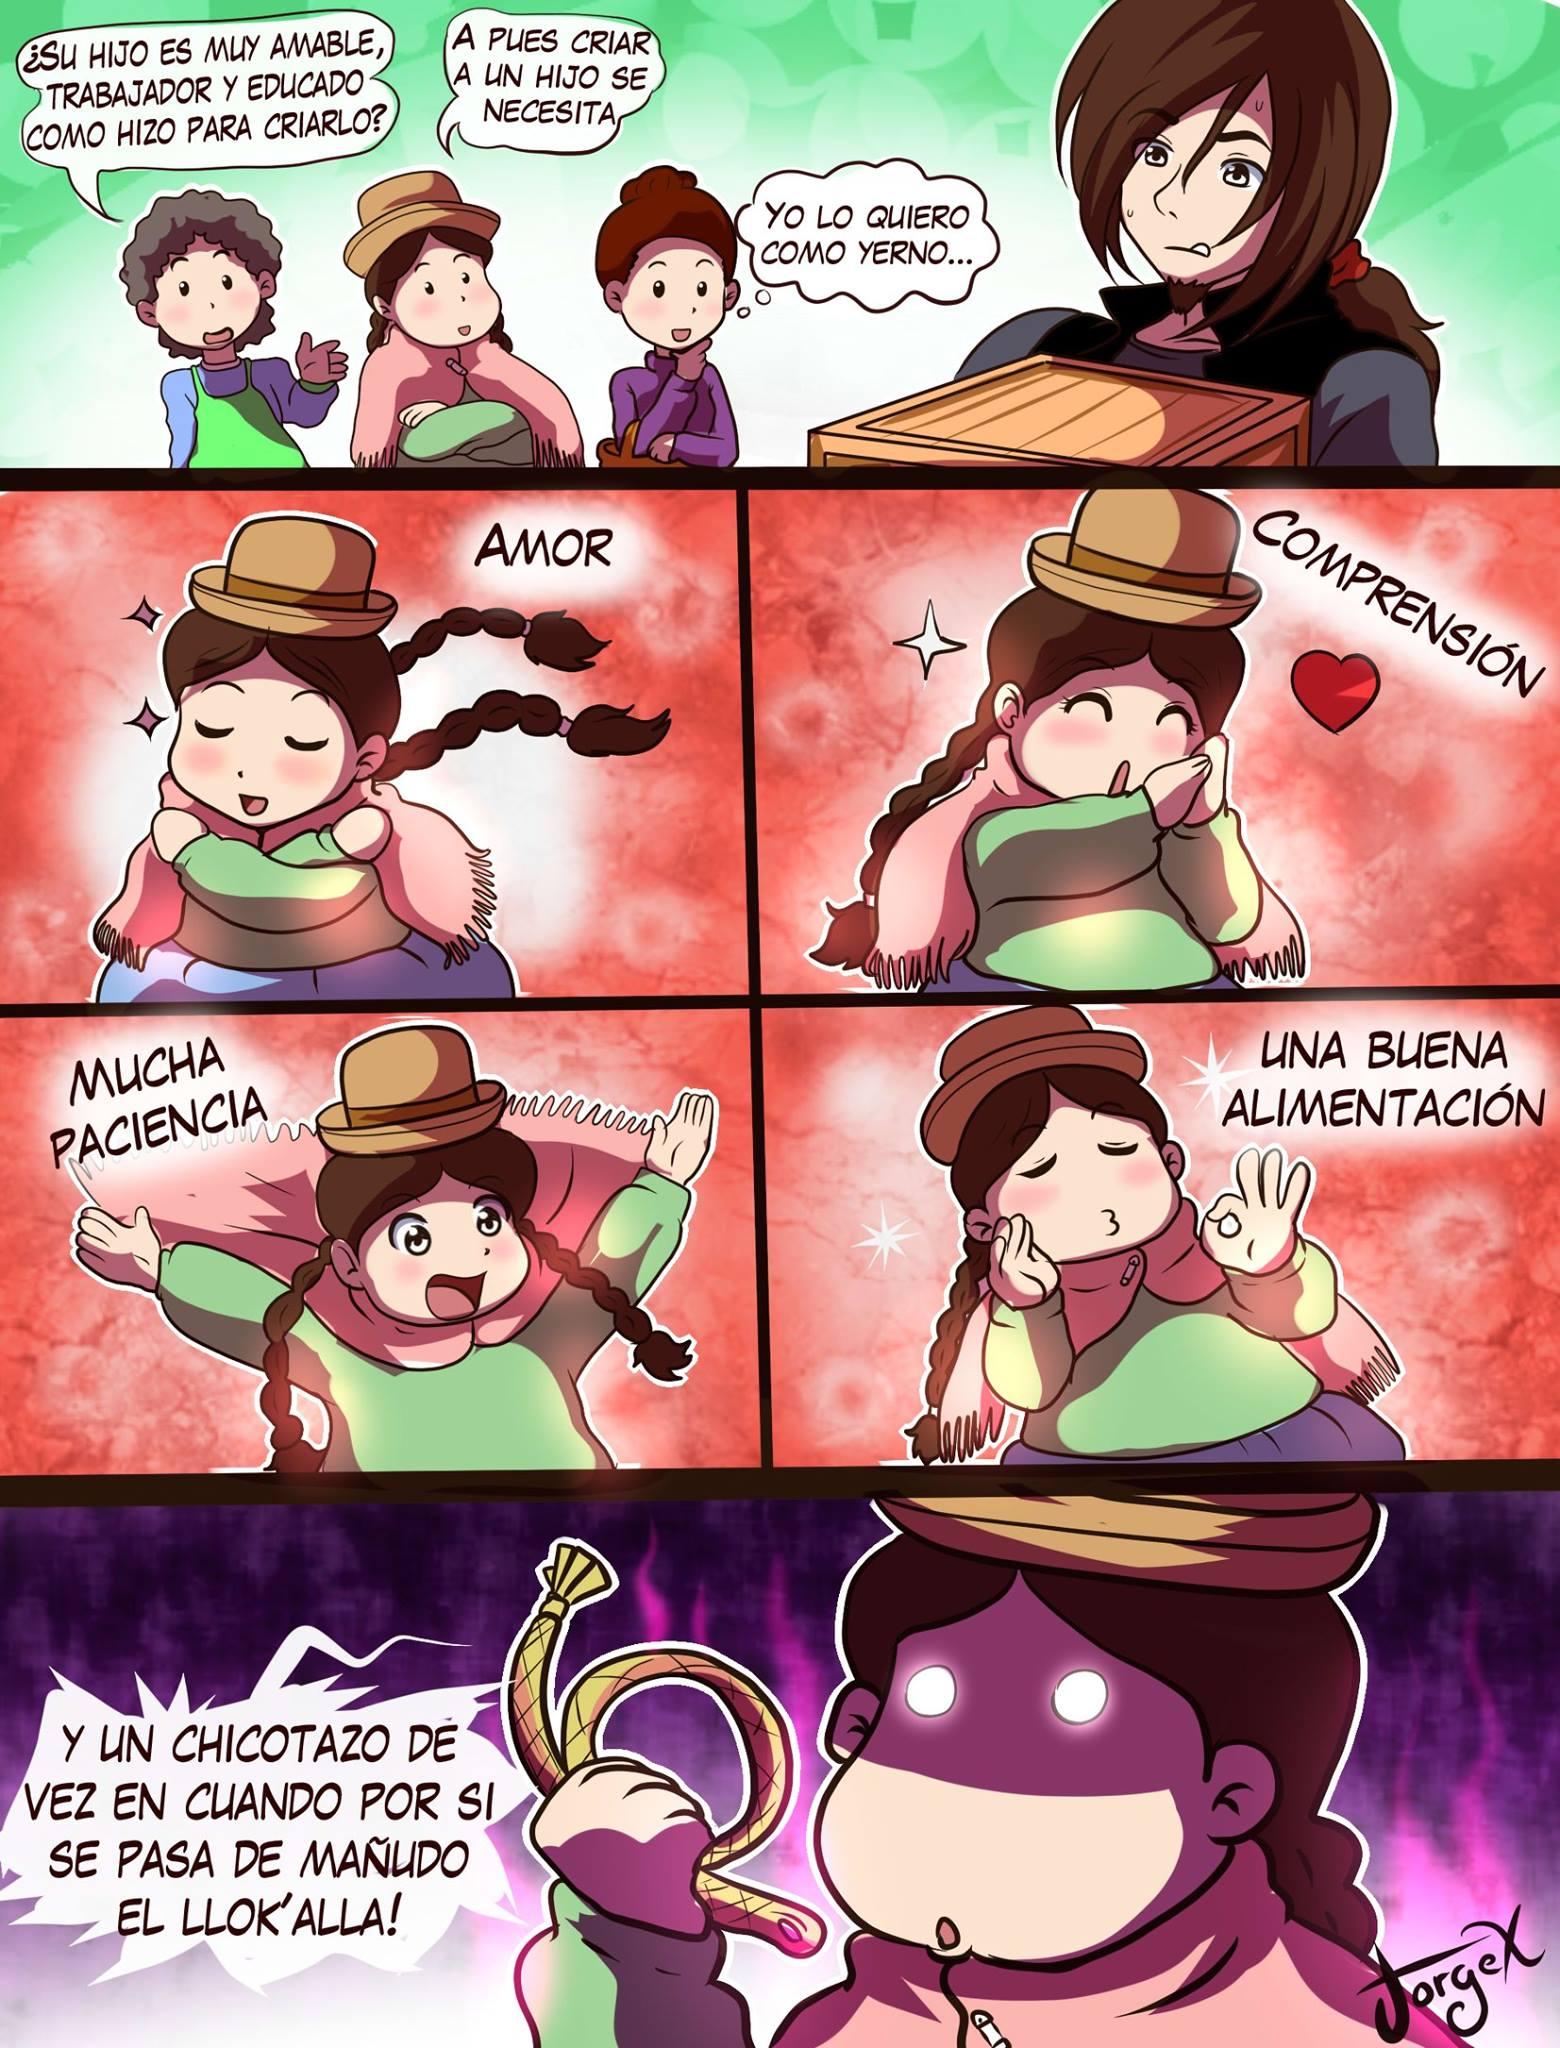 ¿SU HIJO ES MUY AMABLE,
TRABAJADOR Y EDUCADO
COMO HIZO PARA CRIARLO?
A PUES CRIAR
A UN HIJO SE
NECESITA
YO LO QUIERO
COMO YERNO...
AMOR
COMPRENSIÓN
MUCHA
PACIENCIA
UNA BUENA
ALIMENTACIÓN
Y UN CHICOTAZO DE
VEZ EN CUANDO POR SI
SE PASA DE MAÑUDO
EL LLOK'ALLA!
JorgeX